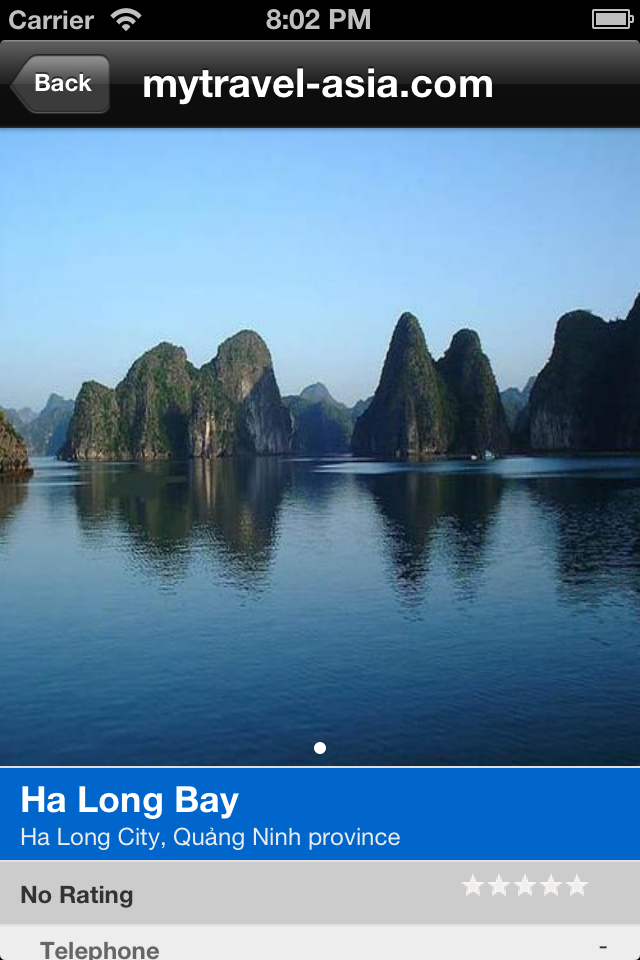 Carrier 8:02 PM
Back mytravel-asia.com
Ha Long Bay
Ha Long City, Quảng Ninh province
No Rating
Telephone -